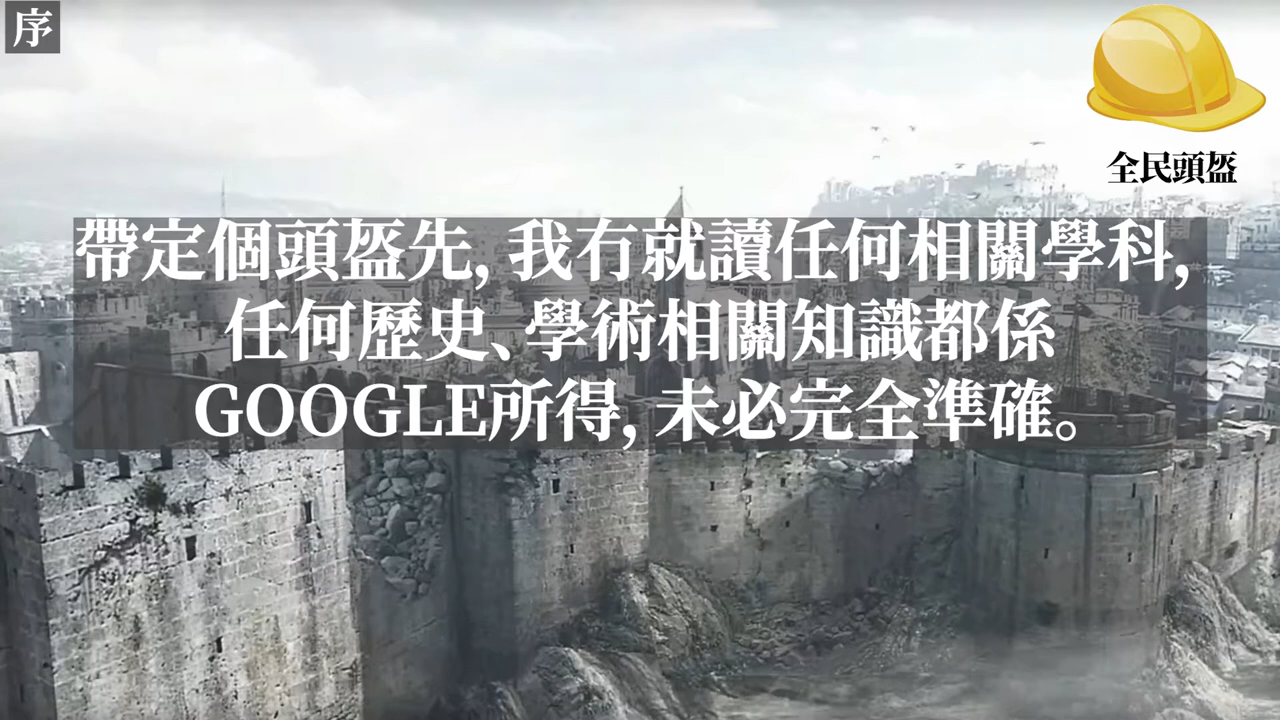 序
全民頭盔
帶定個頭盔先, 我冇就讀任何相關學科,
任何歷史、學術相關知識都係
GOOGLE所得, 未必完全準確。